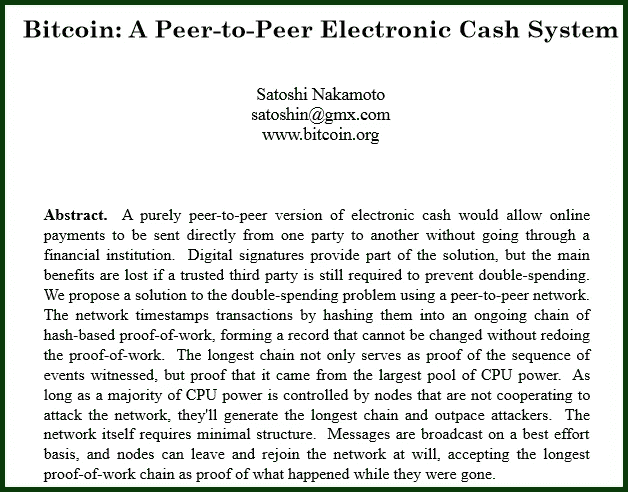 Bitcoin: A Peer-to-Peer Electronic Cash System
Satoshi Nakamoto
satoshin@gmx.com
www.bitcoin.org
Abstract. A purely peer-to-peer version of electronic cash would allow online
payments to be sent directly from one party to another without going through a
financial institution. Digital signatures provide part of the solution, but the main
benefits are lost if a trusted third party is still required to prevent double-spending.
We propose a solution to the double-spending problem using a peer-to-peer network.
The network timestamps transactions by hashing them into an ongoing chain of
hash-based proof-of-work, forming a record that cannot be changed without redoing
the proof-of-work. The longest chain not only serves as proof of the sequence of
events witnessed, but proof that it came from the largest pool of CPU power. As
long as a majority of CPU power is controlled by nodes that are not cooperating to
attack the network, they'll generate the longest chain and outpace attackers. The
network itself requires minimal structure. Messages are broadcast on a best effort
basis, and nodes can leave and rejoin the network at will, accepting the longest
proof-of-work chain as proof of what happened while they were gone.